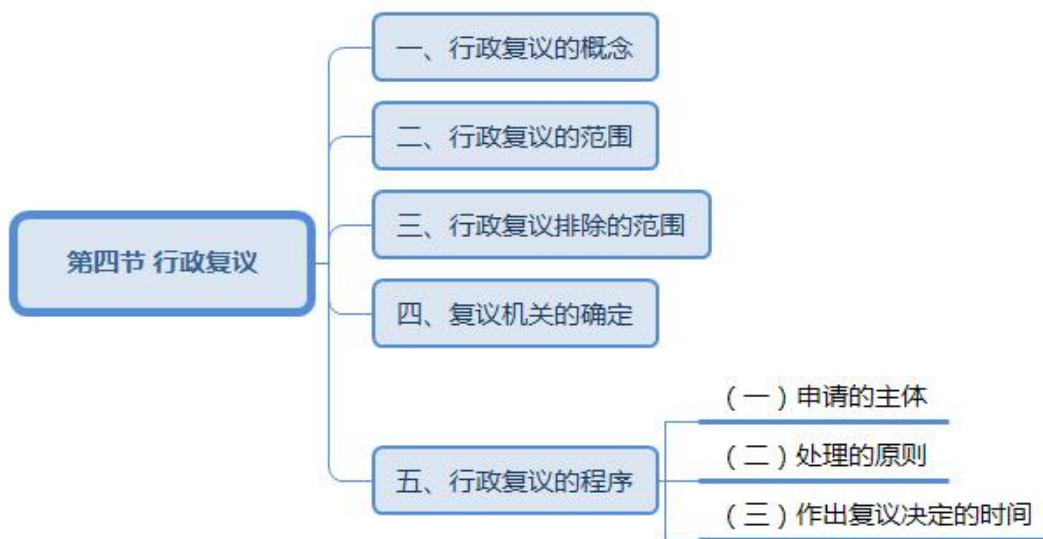 一、行政复议的概念
二、行政复议的范围
三、行政复议排除的范围
第四节 行政复议
四、复议机关的确定
五、行政复议的程序
（一）申请的主体
（二）处理的原则
（三）作出复议决定的时间